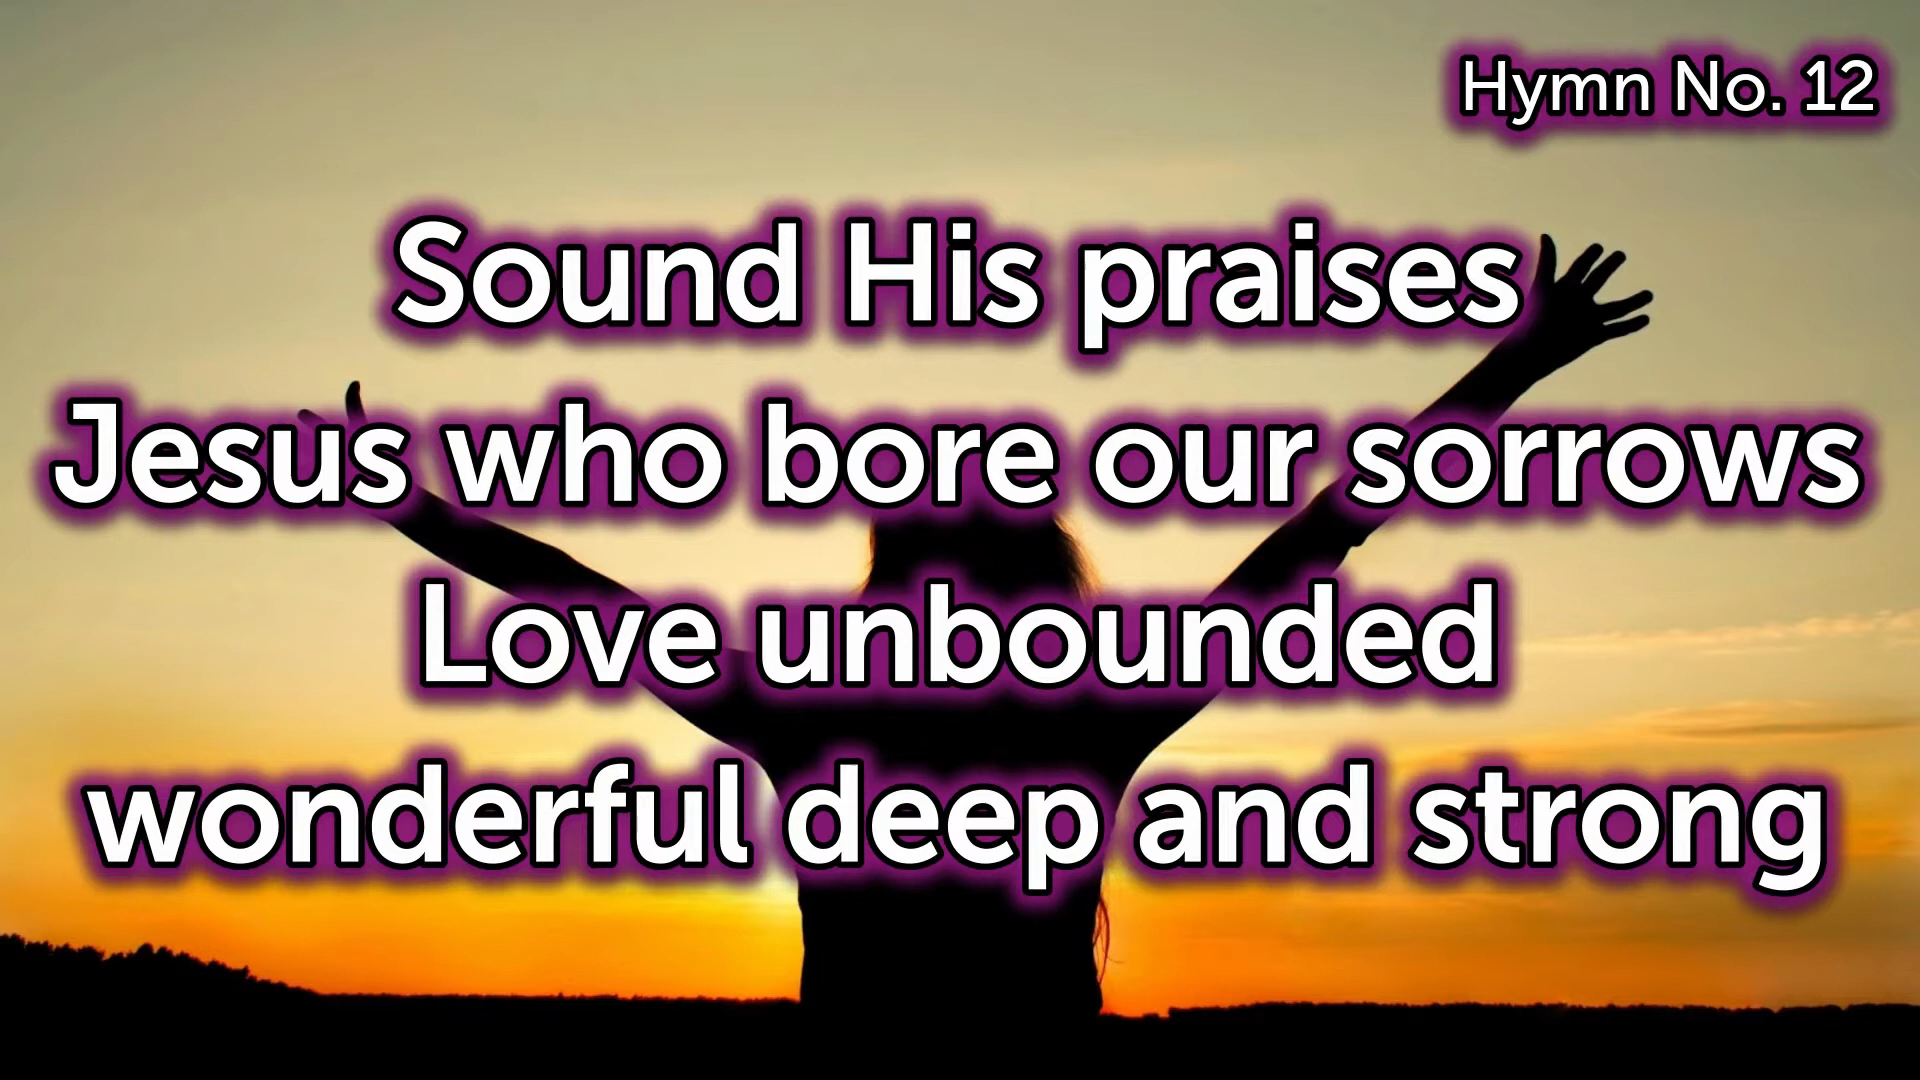 Hymn No. 12
Sound His praises
Jesus who bore our sorrows
Love unbounded
wonderful deep and strong